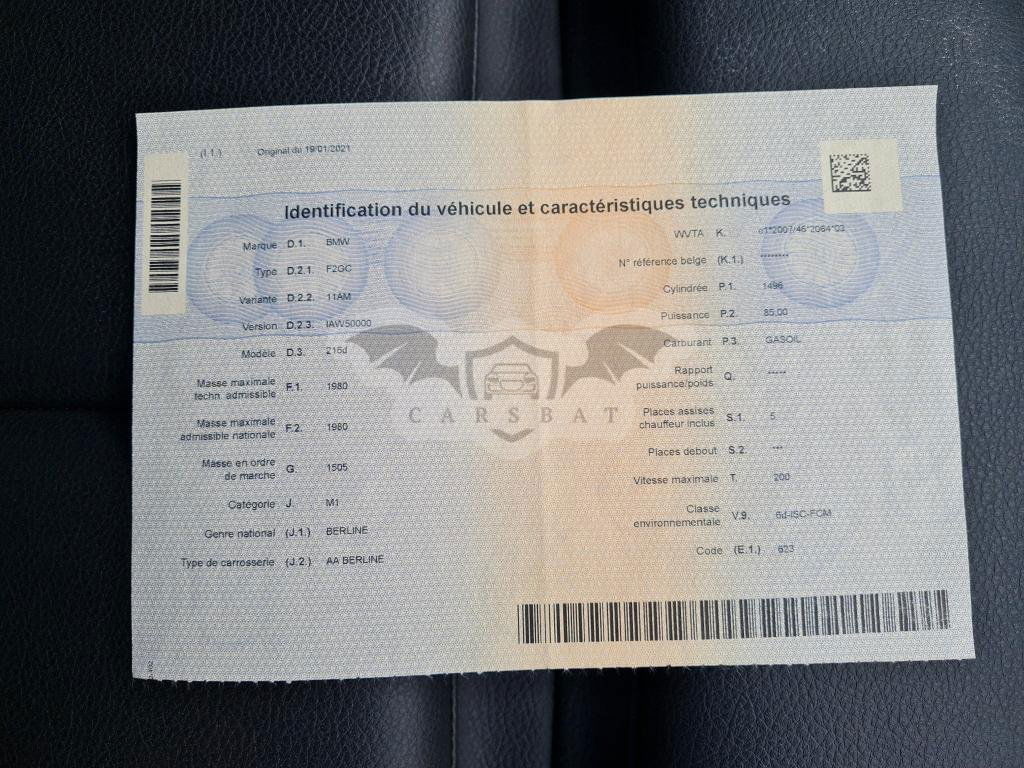 (I.1.) Original du 19/01/2021
Identification du véhicule et caractéristiques techniques
Marque D.1. BMW
Type D.2.1. F2GC
Variante D.2.2. 11AM
Version D.2.3. IAW50000
Modèle D.3. 216d
Masse maximale
techn. admissible F.1. 1980
Masse maximale
admissible nationale F.2. 1980
Masse en ordre
de marche G. 1505
Catégorie J. M1
Genre national (J.1.) BERLINE
Type de carrosserie (J.2.) AA BERLINE
WVTA K. e1*2007/46*2064*03
N° référence belge (K.1.) ********
Cylindrée P.1. 1496
Puissance P.2. 85.00
Carburant P.3. GASOIL
Rapport
puissance/poids Q. *****
Places assises
chauffeur inclus S.1. 5
Places debout S.2. ***
Vitesse maximale T. 200
Classe
environnementale V.9. 6d-ISC-FCM
Code (E.1.) 623
CARSBAT